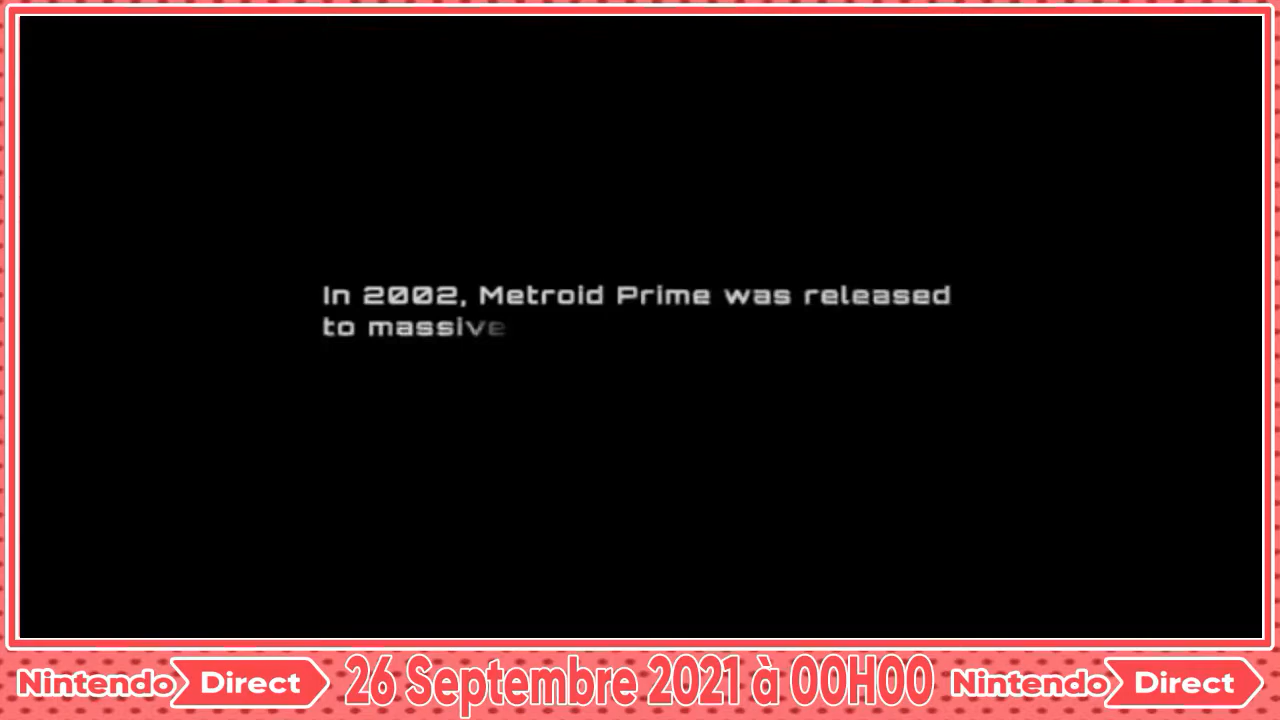 In 2002, Metroid Prime was released
to massive
Nintendo Direct 26 Septembre 2021 à 00H00 Nintendo Direct